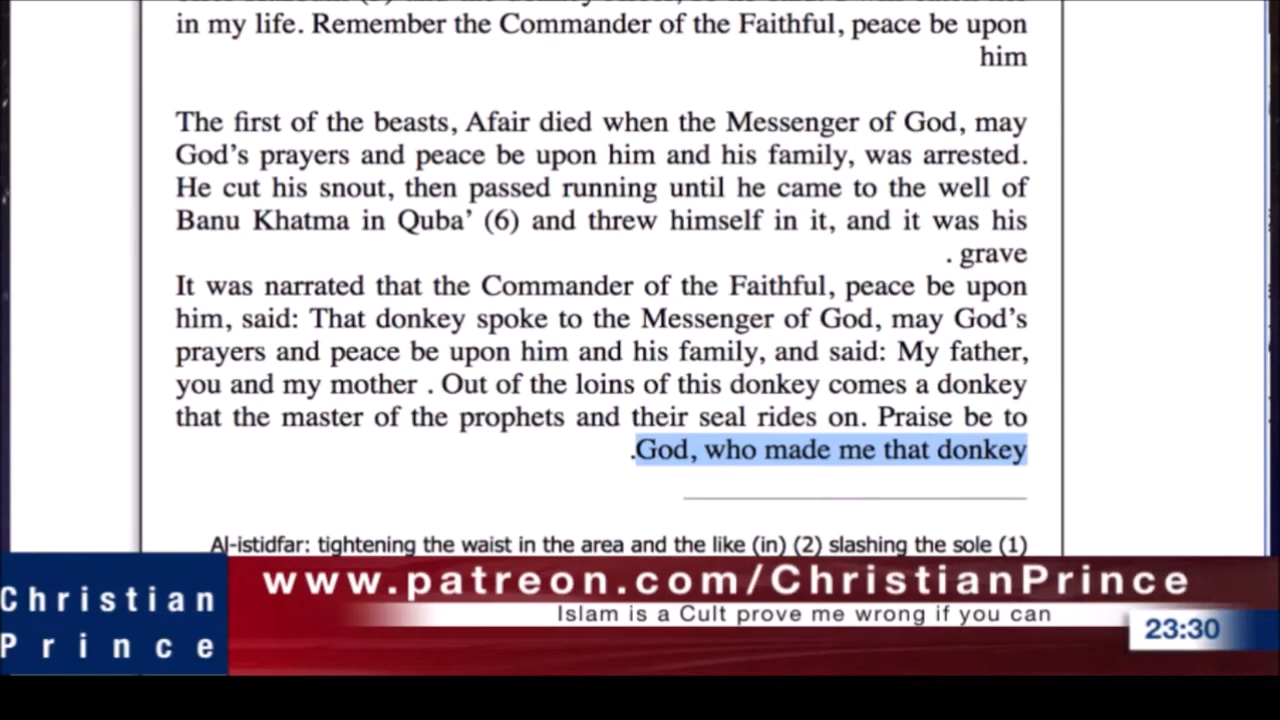 in my life. Remember the Commander of the Faithful, peace be upon
him
The first of the beasts, Afair died when the Messenger of God, may
God's prayers and peace be upon him and his family, was arrested.
He cut his snout, then passed running until he came to the well of
Banu Khatma in Quba' (6) and threw himself in it, and it was his
. grave
It was narrated that the Commander of the Faithful, peace be upon
him, said: That donkey spoke to the Messenger of God, may God's
prayers and peace be upon him and his family, and said: My father,
you and my mother . Out of the loins of this donkey comes a donkey
that the master of the prophets and their seal rides on. Praise be to
.God, who made me that donkey
Al-istidfar: tightening the waist in the area and the like (in) (2) slashing the sole (1)
www.patreon.com/ChristianPrince
Islam is a Cult prove me wrong if you can
Christian
Prince
23:30